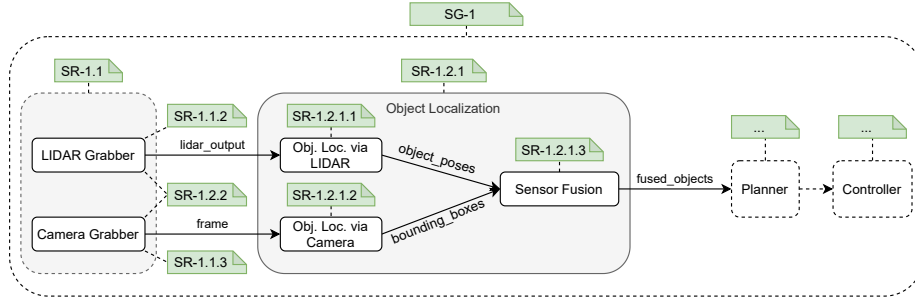 SG-1
SR-1.1
SR-1.2.1
Object Localization
SR-1.1.2
SR-1.2.1.1
...
...
LIDAR Grabber
lidar_output
Obj. Loc. via
LIDAR
object_poses
SR-1.2.1.3
SR-1.2.2
SR-1.2.1.2
Sensor Fusion
fused_objects
Planner
Controller
Camera Grabber
frame
Obj. Loc. via
Camera
bounding_boxes
SR-1.1.3